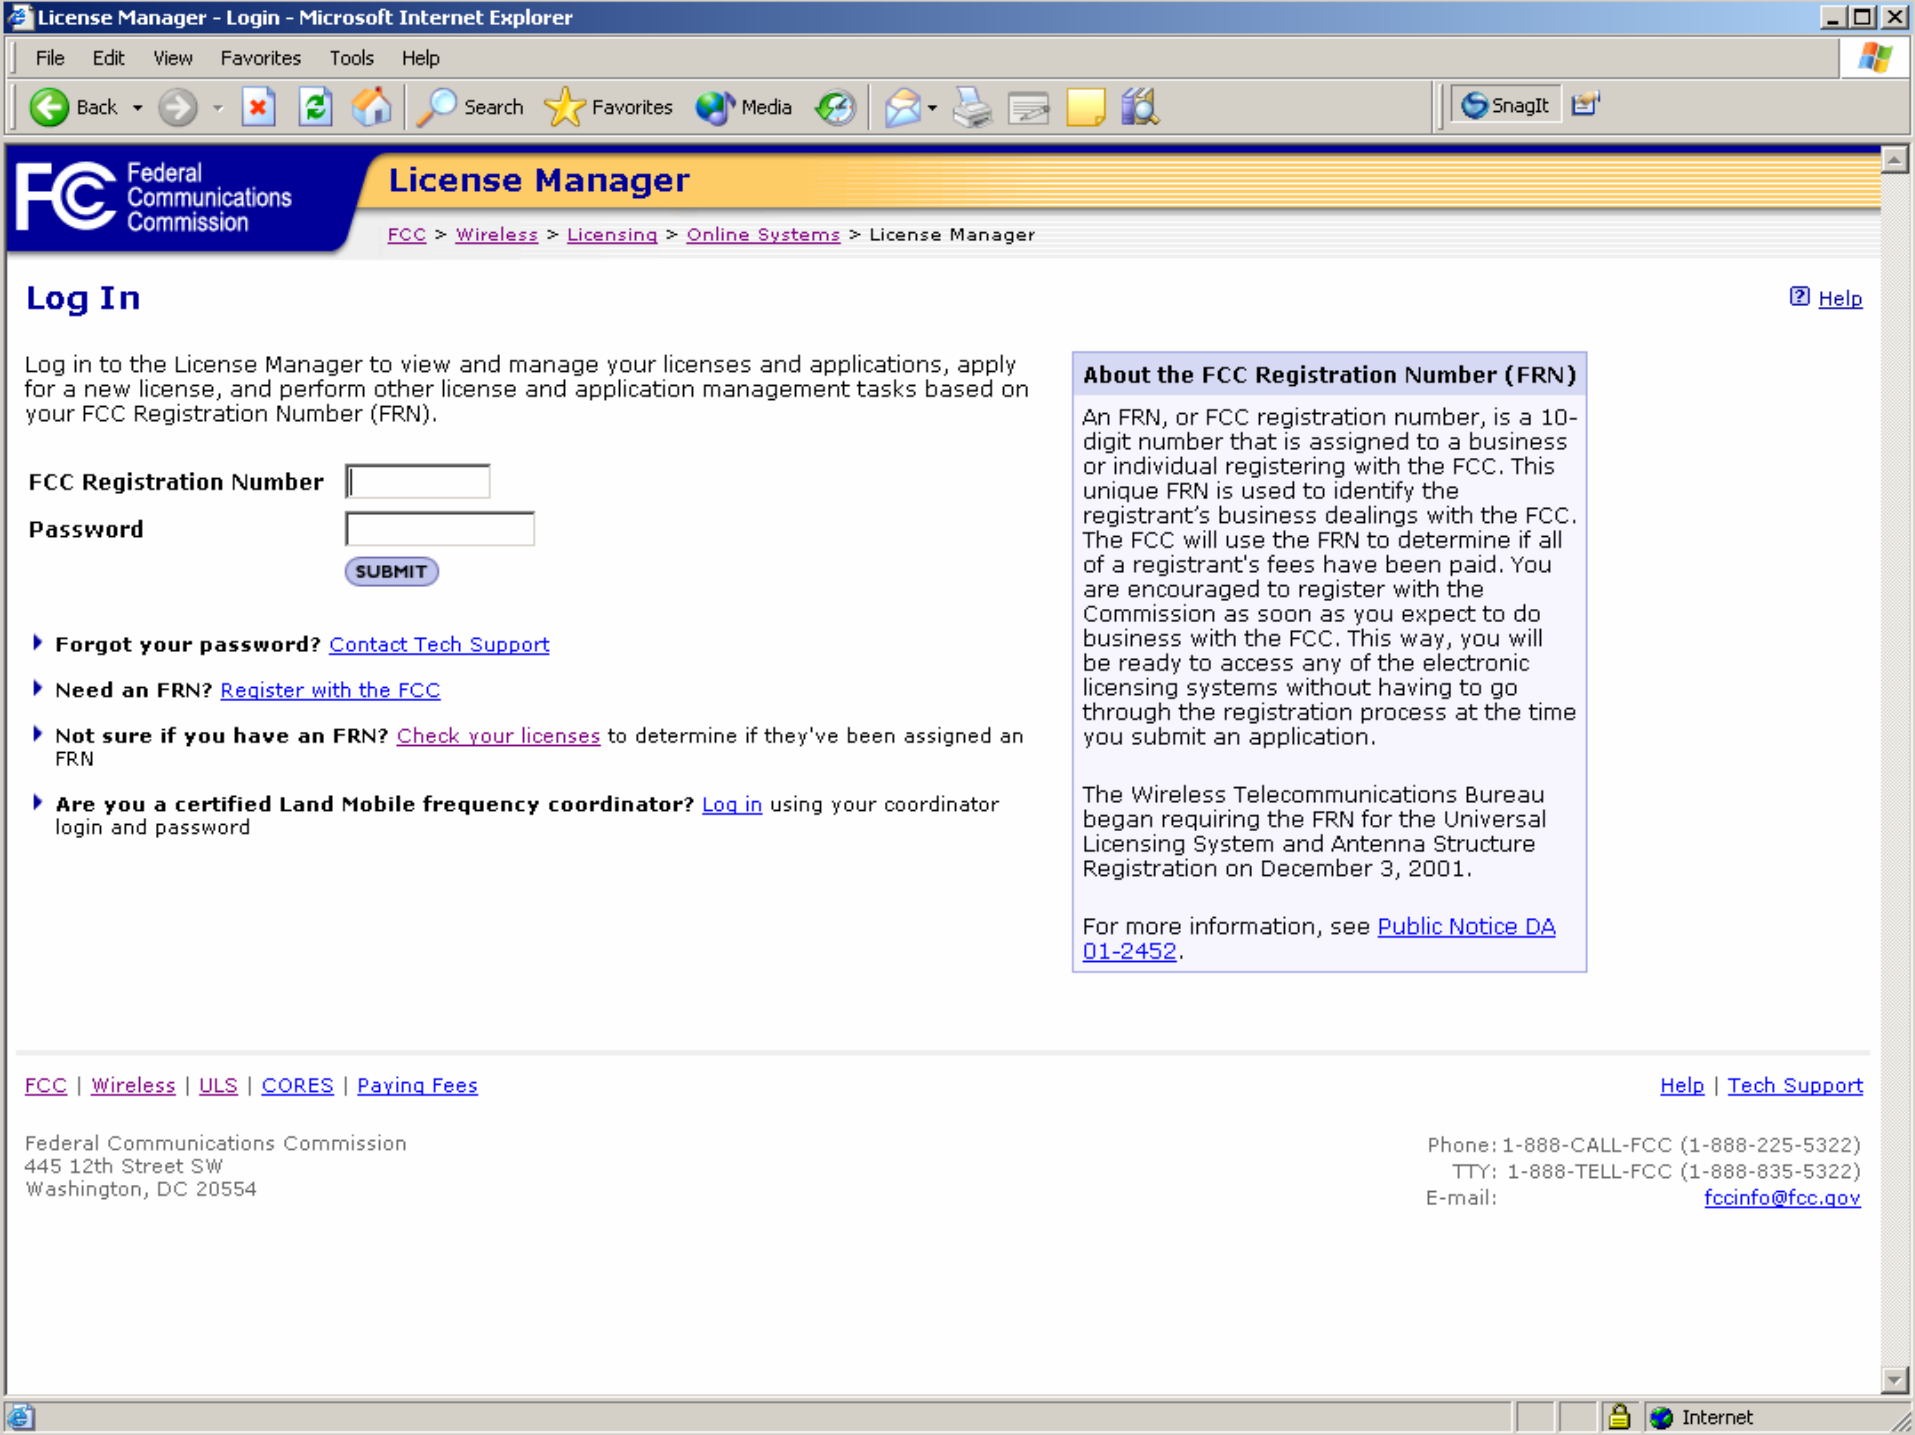 License Manager - Login - Microsoft Internet Explorer
File Edit View Favorites Tools Help
Back Search Favorites Media SnagIt
FCC Federal
Communications
Commission
License Manager
FCC > Wireless > Licensing > Online Systems > License Manager
Log In
? Help
Log in to the License Manager to view and manage your licenses and applications, apply
for a new license, and perform other license and application management tasks based on
your FCC Registration Number (FRN).
FCC Registration Number
Password
SUBMIT
Forgot your password? Contact Tech Support
Need an FRN? Register with the FCC
Not sure if you have an FRN? Check your licenses to determine if they've been assigned an
FRN
Are you a certified Land Mobile frequency coordinator? Log in using your coordinator
login and password
About the FCC Registration Number (FRN)
An FRN, or FCC registration number, is a 10-
digit number that is assigned to a business
or individual registering with the FCC. This
unique FRN is used to identify the
registrant's business dealings with the FCC.
The FCC will use the FRN to determine if all
of a registrant's fees have been paid. You
are encouraged to register with the
Commission as soon as you expect to do
business with the FCC. This way, you will
be ready to access any of the electronic
licensing systems without having to go
through the registration process at the time
you submit an application.
The Wireless Telecommunications Bureau
began requiring the FRN for the Universal
Licensing System and Antenna Structure
Registration on December 3, 2001.
For more information, see Public Notice DA
01-2452.
FCC | Wireless | ULS | CORES | Paying Fees
Help | Tech Support
Federal Communications Commission
445 12th Street SW
Washington, DC 20554
Phone: 1-888-CALL-FCC (1-888-225-5322)
TTY: 1-888-TELL-FCC (1-888-835-5322)
E-mail: fccinfo@fcc.gov
Internet